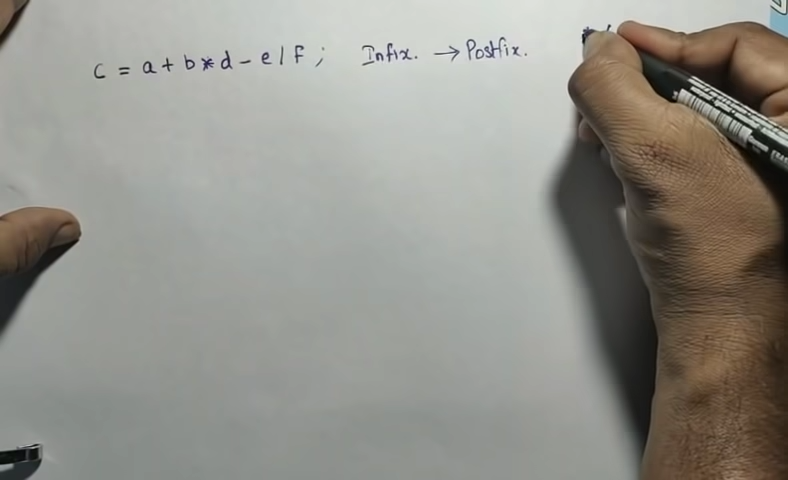 c = a + b * d - e / f ; Infix. → Postfix.